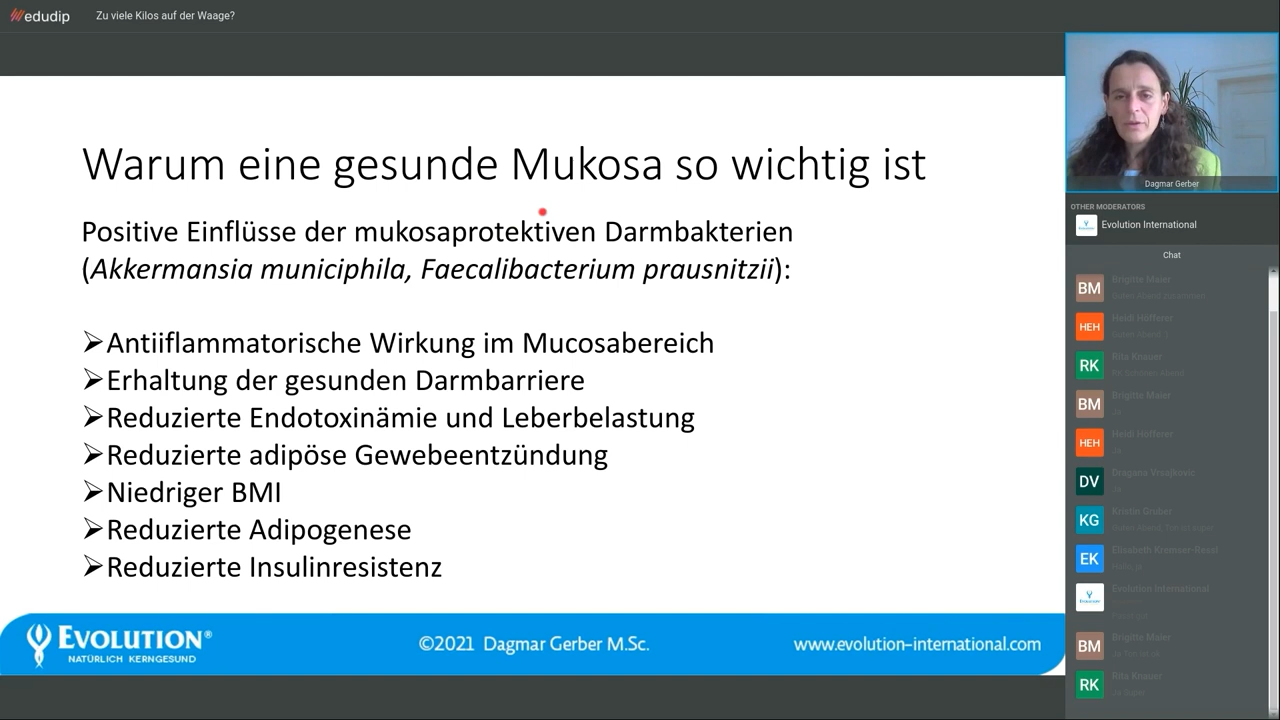 edudip
Zu viele Kilos auf der Waage?
Warum eine gesunde Mukosa so wichtig ist
Positive Einflüsse der mukosaprotektiven Darmbakterien
(Akkermansia municiphila, Faecalibacterium prausnitzii):
➢Antiiflammatorische Wirkung im Mucosabereich
➢Erhaltung der gesunden Darmbarriere
➢Reduzierte Endotoxinämie und Leberbelastung
➢Reduzierte adipöse Gewebeentzündung
➢Niedriger BMI
➢Reduzierte Adipogenese
➢Reduzierte Insulinresistenz
EVOLUTION®
NATÜRLICH KERNGESUND
©2021 Dagmar Gerber M.Sc.
www.evolution-international.com
Dagmar Gerber
OTHER MODERATORS
Evolution International
Chat
BM
Brigitte Maier
HEH
Heidi Höfferer
RK
Rita Knauer
BM
Brigitte Maier
Ja
HEH
Heidi Höfferer
Ja
DV
Dragana
KG
Kristin Gruber
EK
Elisabeth
Evolution International
BM
Brigitte Maier
RK
Rita Knauer